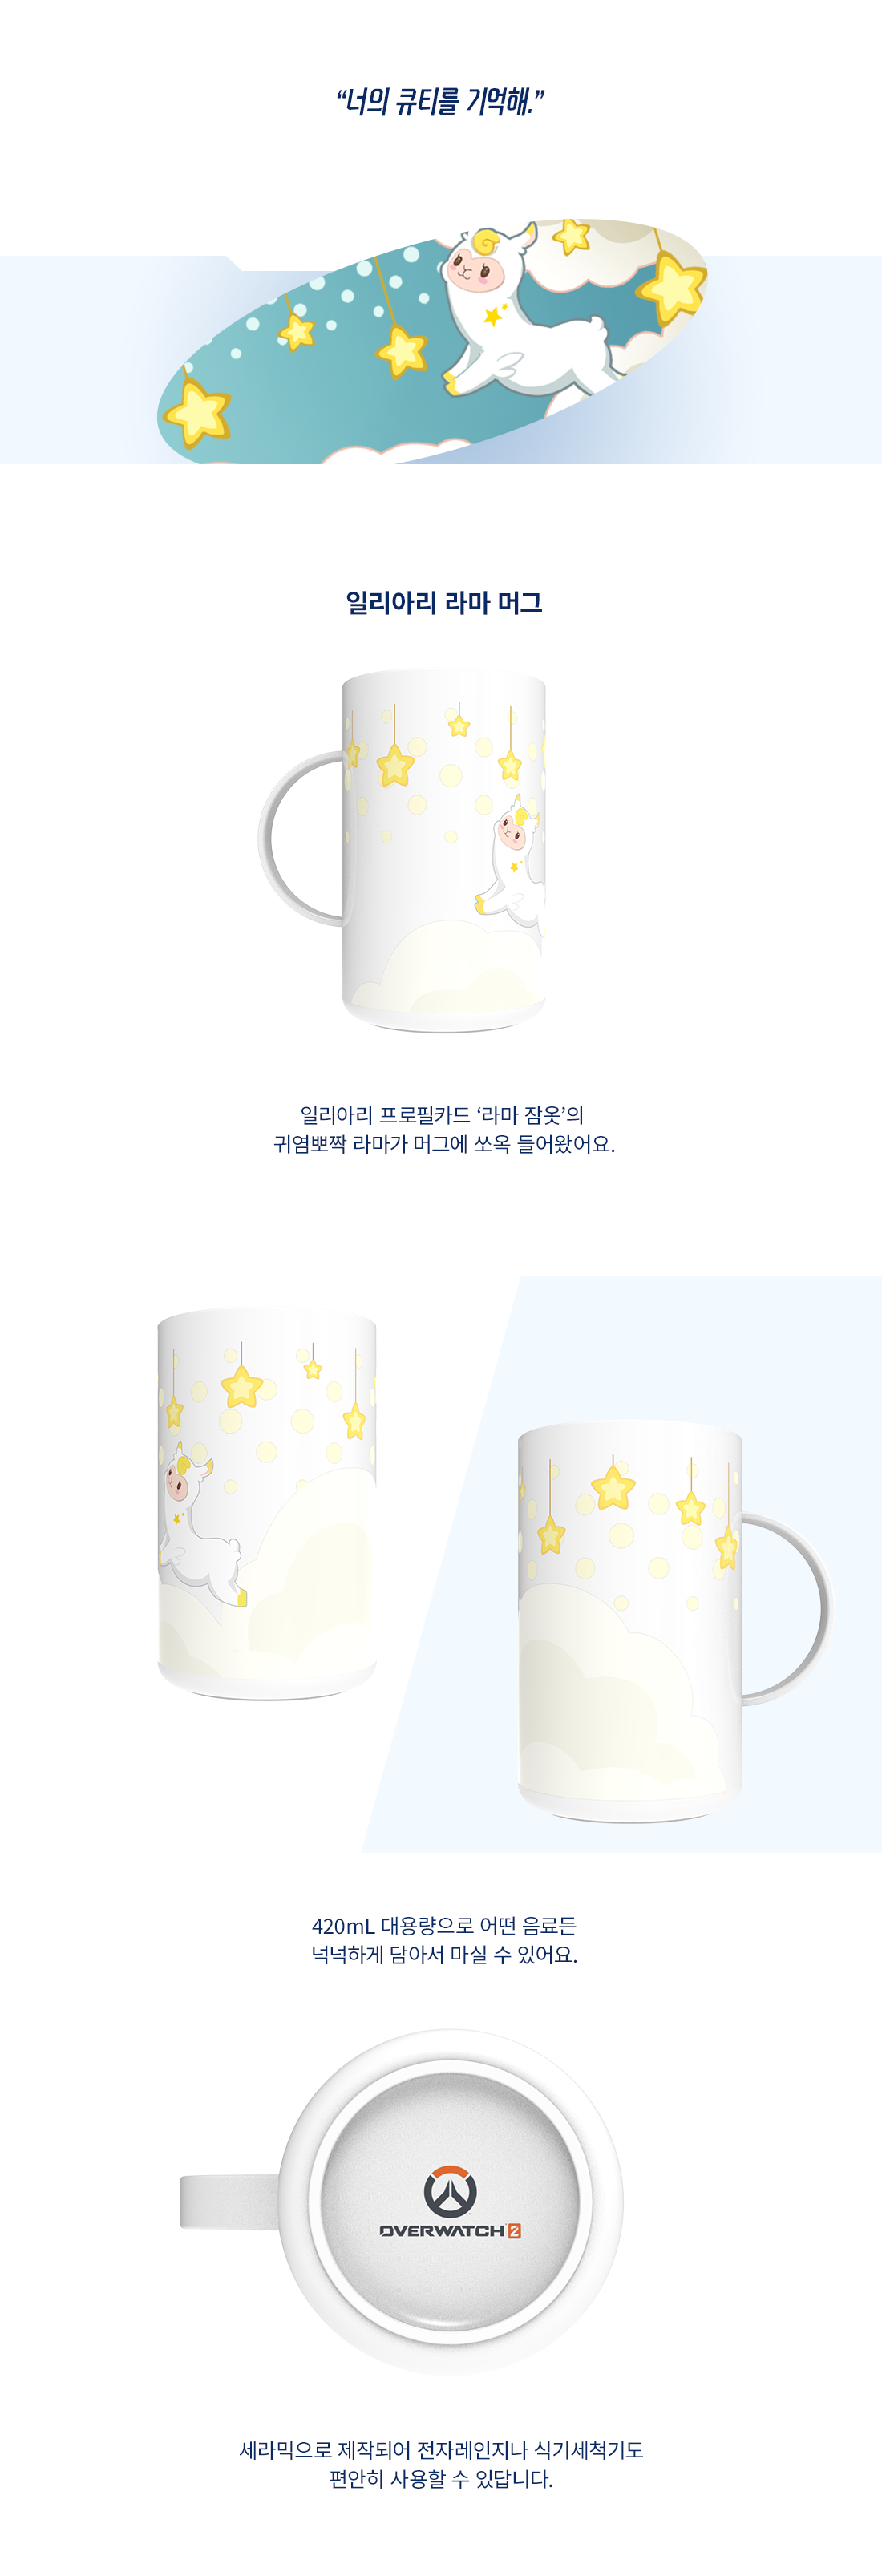 “너의 큐티를 기억해.”
일리아리 라마 머그
일리아리 프로필카드 ‘라마 잠옷’의
귀염뽀짝 라마가 머그에 쏘옥 들어왔어요.
420mL 대용량으로 어떤 음료든
넉넉하게 담아서 마실 수 있어요.
OVERWATCH 2
세라믹으로 제작되어 전자레인지나 식기세척기도
편안히 사용할 수 있답니다.